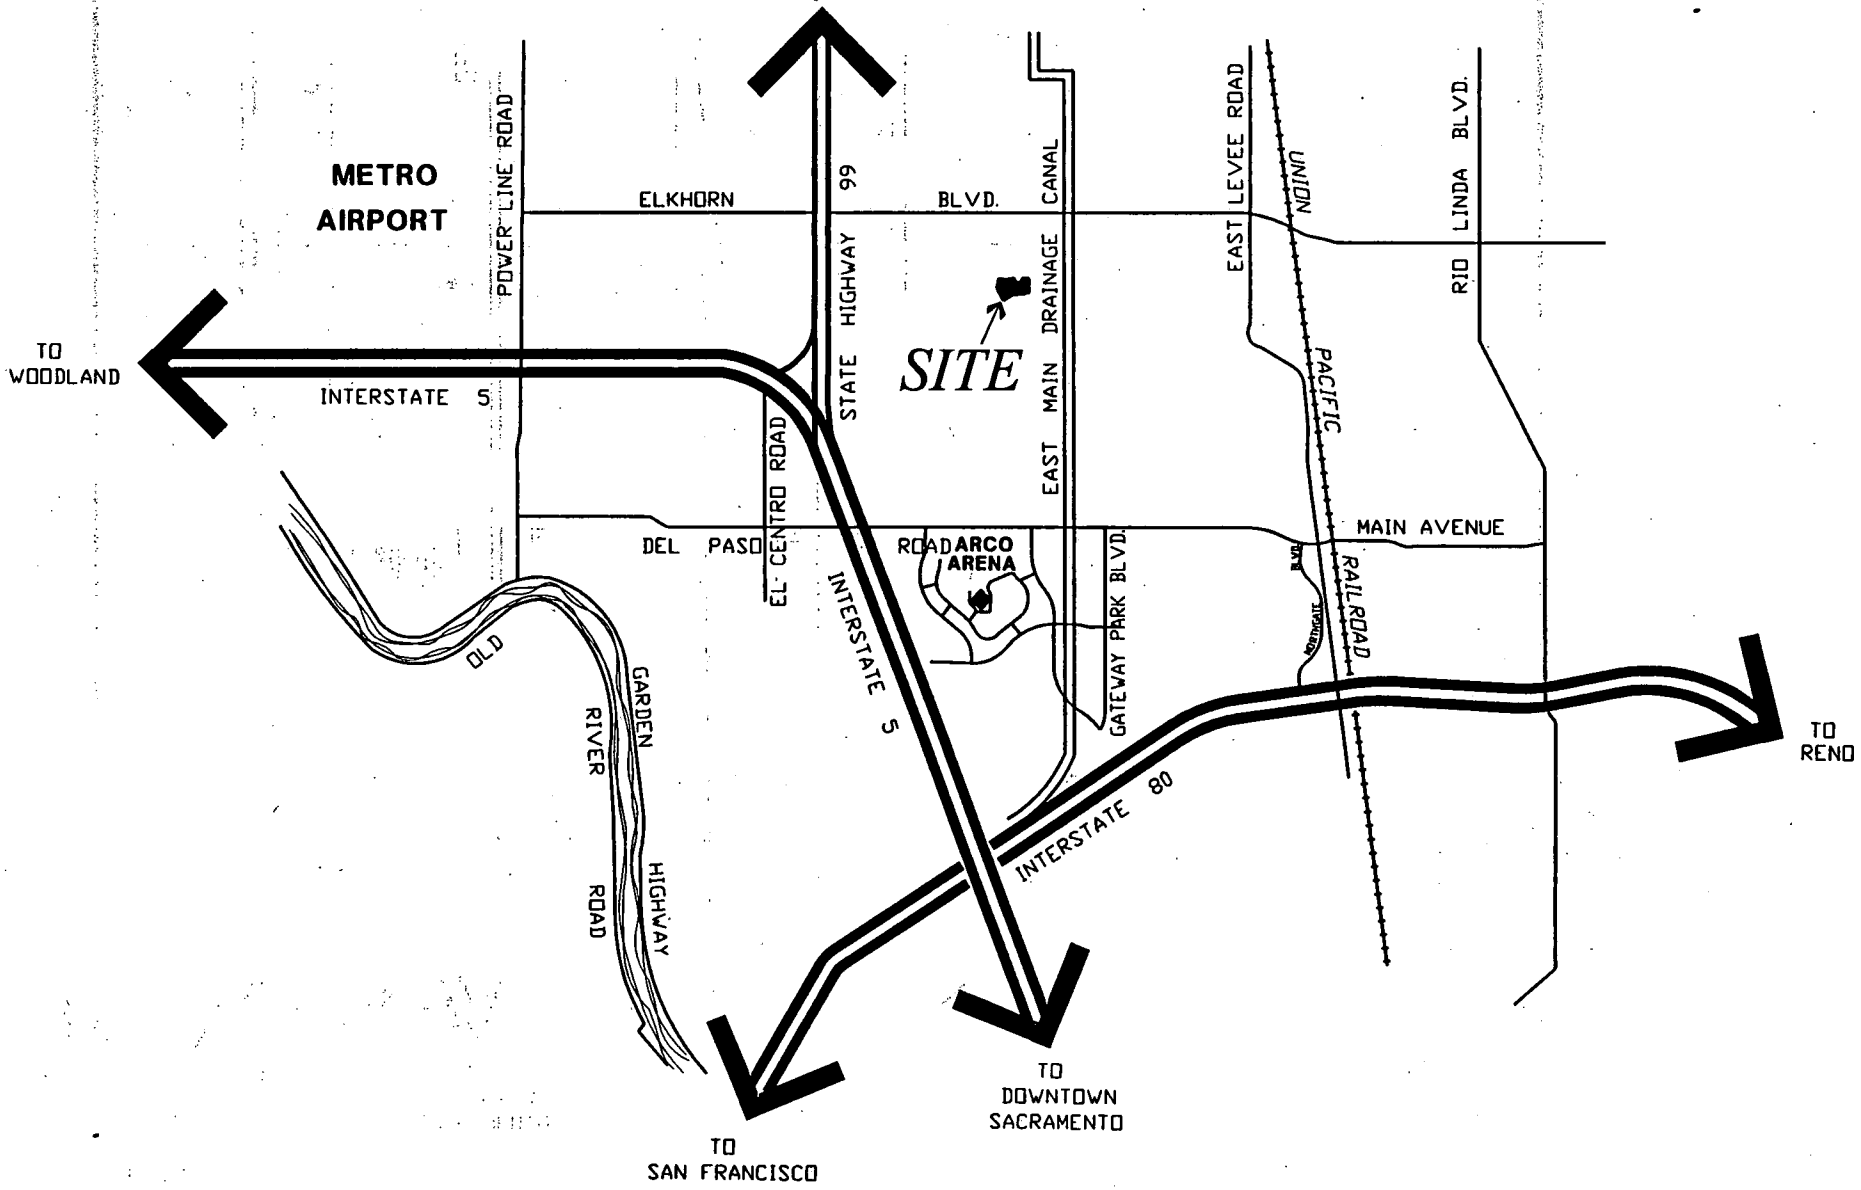 METRO
AIRPORT
POWER LINE ROAD
ELKHORN BLVD.
STATE HIGHWAY 99
EAST MAIN DRAINAGE CANAL
EAST LEVEE ROAD
UNION PACIFIC RAILROAD
RIO LINDA BLVD.
SITE
TO
WOODLAND
INTERSTATE 5
EL CENTRO ROAD
DEL PASO ROAD
ARCO
ARENA
MAIN AVENUE
GATEWAY PARK BLVD.
NORTHGATE BLVD.
INTERSTATE 5
OLD
GARDEN
HIGHWAY
RIVER
ROAD
INTERSTATE 80
TO
RENO
TO
DOWNTOWN
SACRAMENTO
TO
SAN FRANCISCO